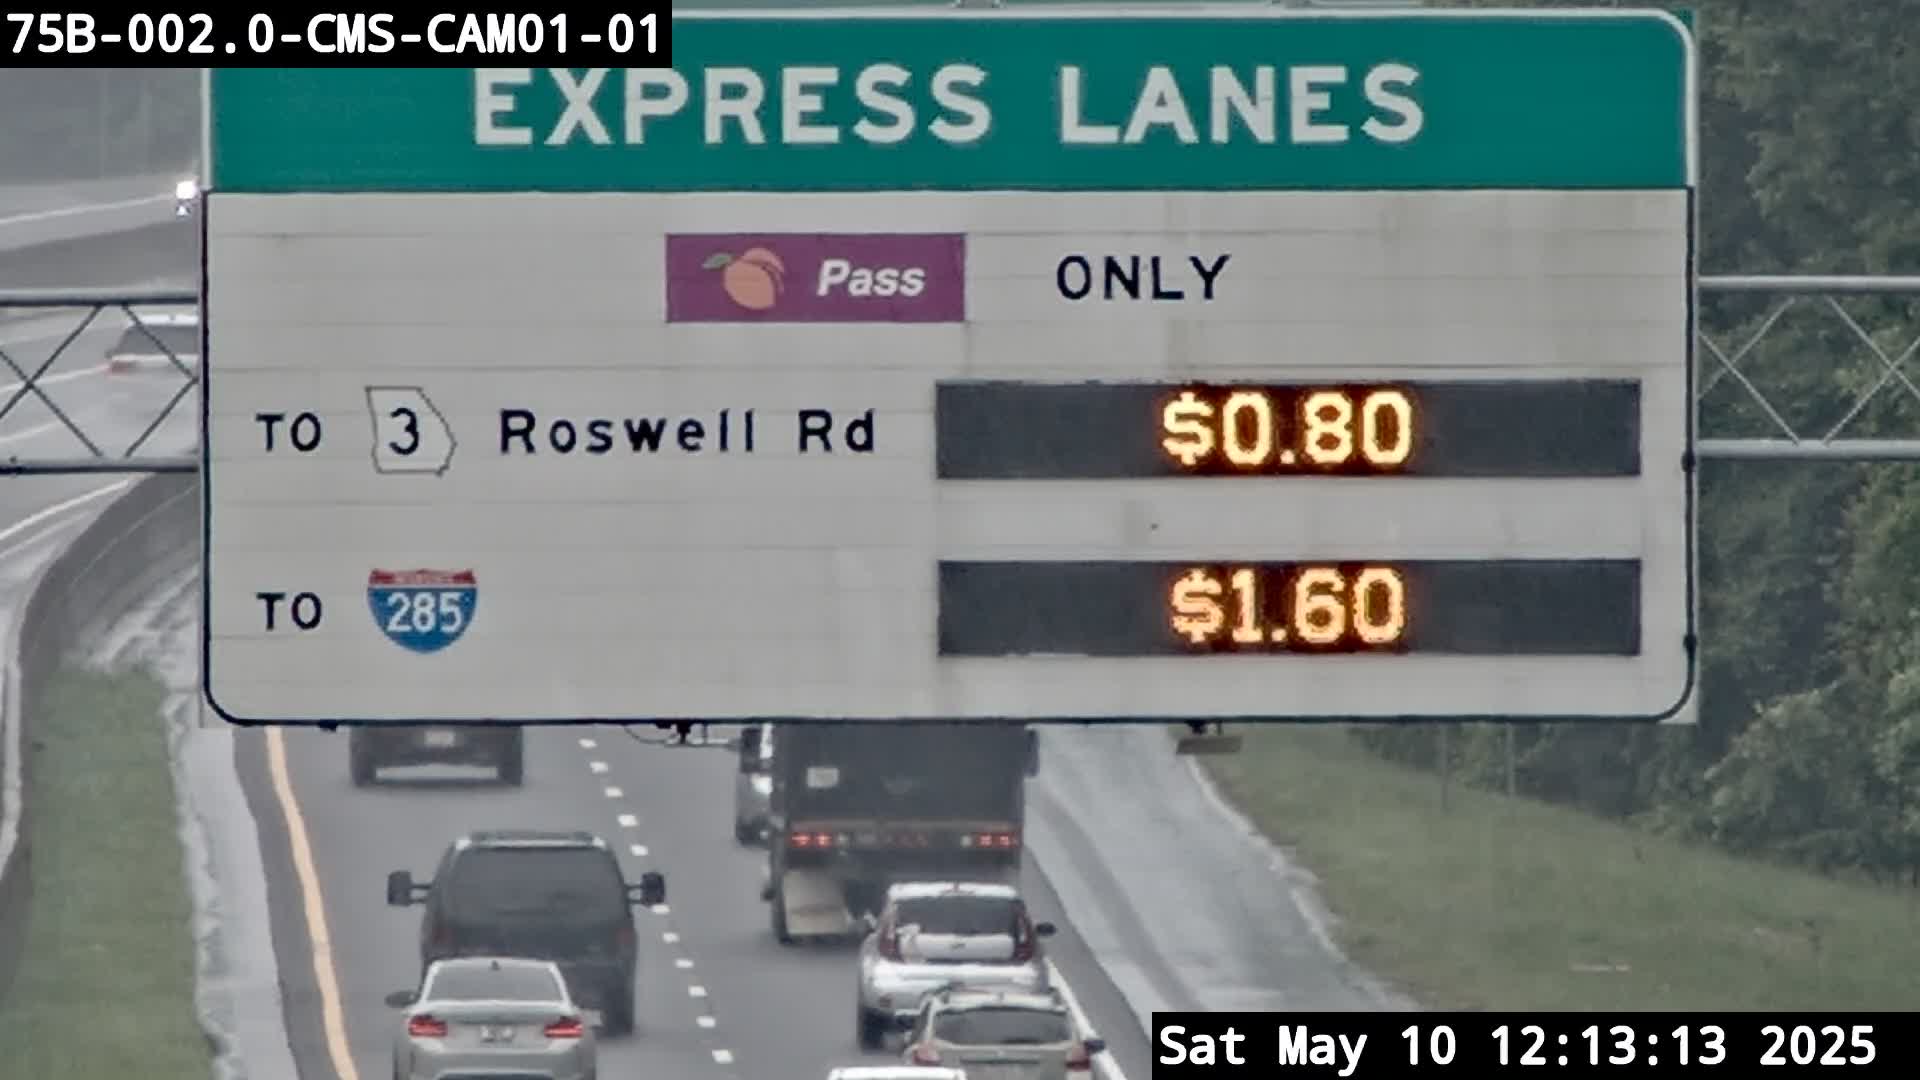 75B-002.0-CMS-CAM01-01
EXPRESS LANES
Pass ONLY
TO 3 Roswell Rd $0.80
TO 285 $1.60
Sat May 10 12:13:13 2025